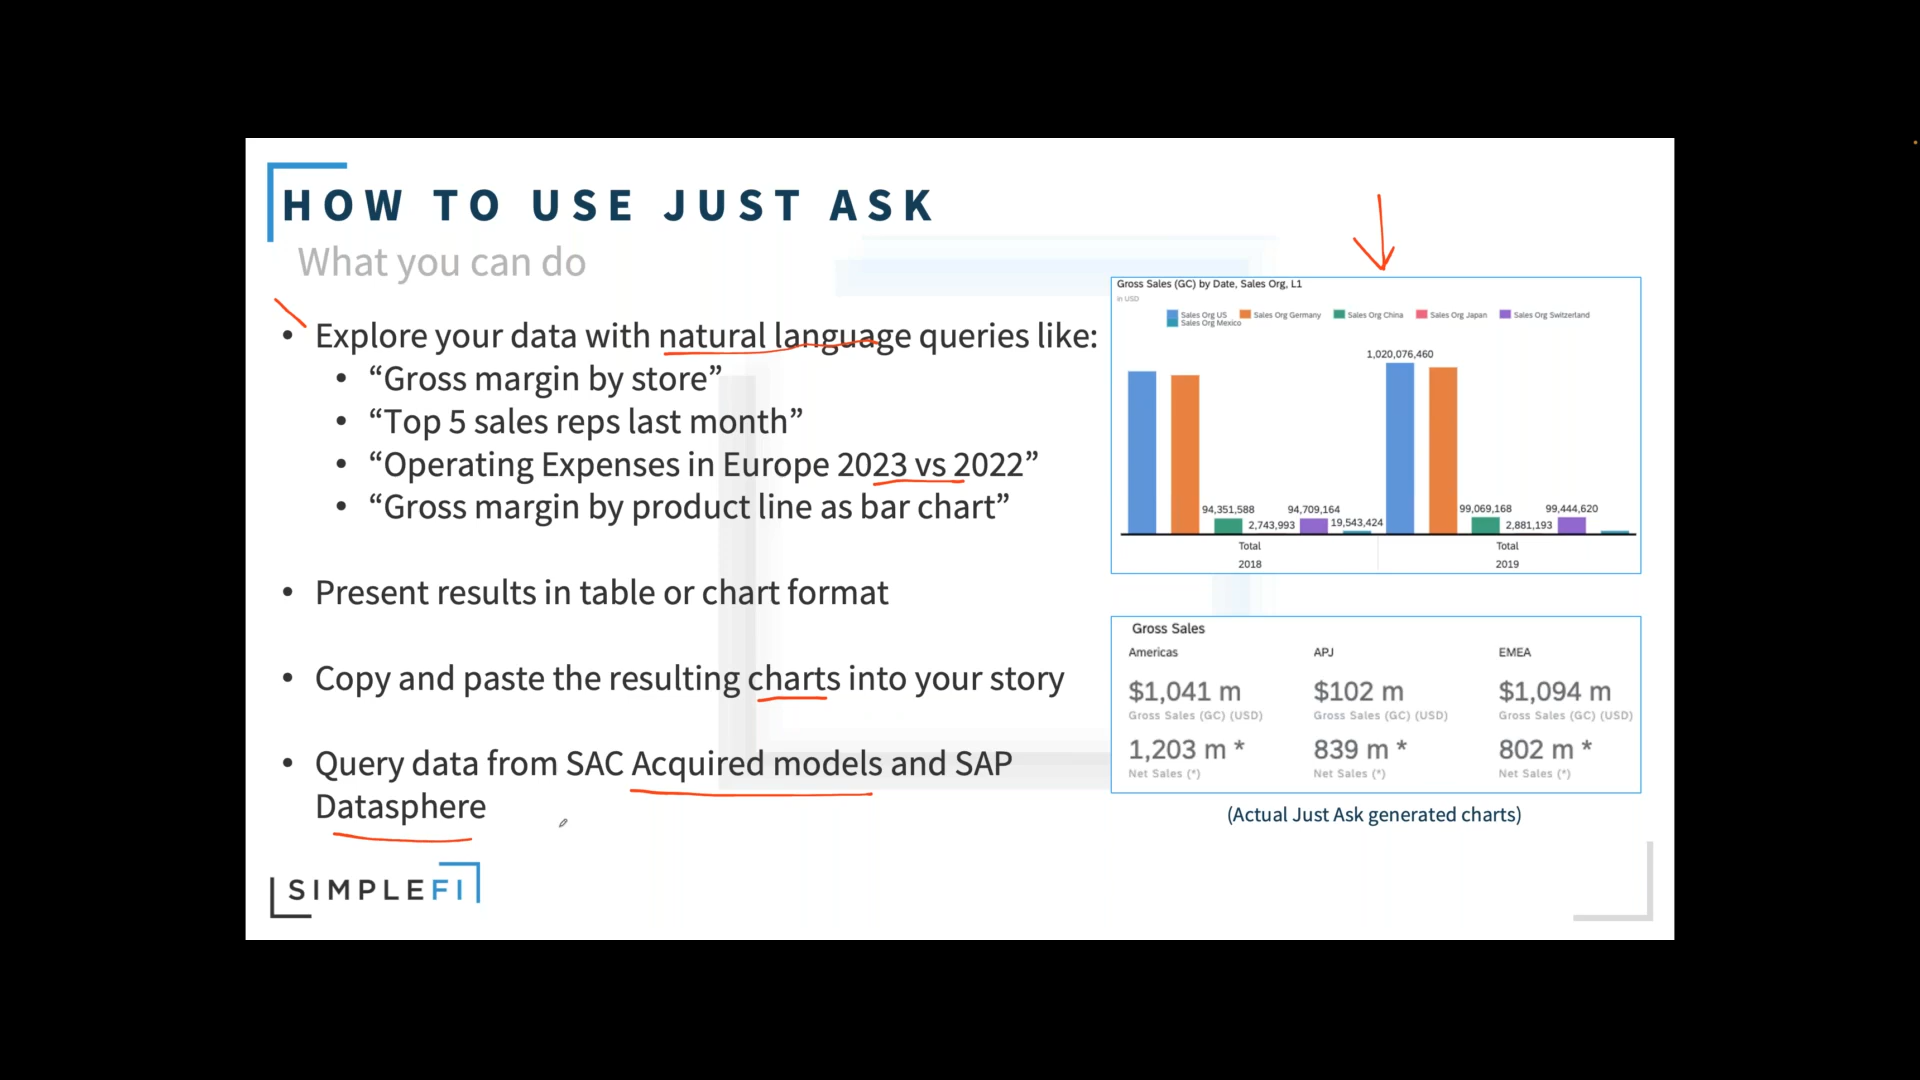 HOW TO USE JUST ASK
What you can do
• Explore your data with natural language queries like:
• “Gross margin by store”
• “Top 5 sales reps last month”
• “Operating Expenses in Europe 2023 vs 2022”
• “Gross margin by product line as bar chart”
• Present results in table or chart format
• Copy and paste the resulting charts into your story
• Query data from SAC Acquired models and SAP
Datasphere
SIMPLEFI
Gross Sales (GC) by Date, Sales Org, L1
in USD
Sales Org US Sales Org Germany Sales Org China Sales Org Japan Sales Org Switzerland
Sales Org Mexico
1,020,076,460
94,351,588 94,709,164 99,069,168 99,444,620
2,743,993 19,543,424 2,881,193
Total Total
2018 2019
Gross Sales
Americas APJ EMEA
$1,041 m $102 m $1,094 m
Gross Sales (GC) (USD) Gross Sales (GC) (USD) Gross Sales (GC) (USD)
1,203 m * 839 m * 802 m *
Net Sales (*) Net Sales (*) Net Sales (*)
(Actual Just Ask generated charts)